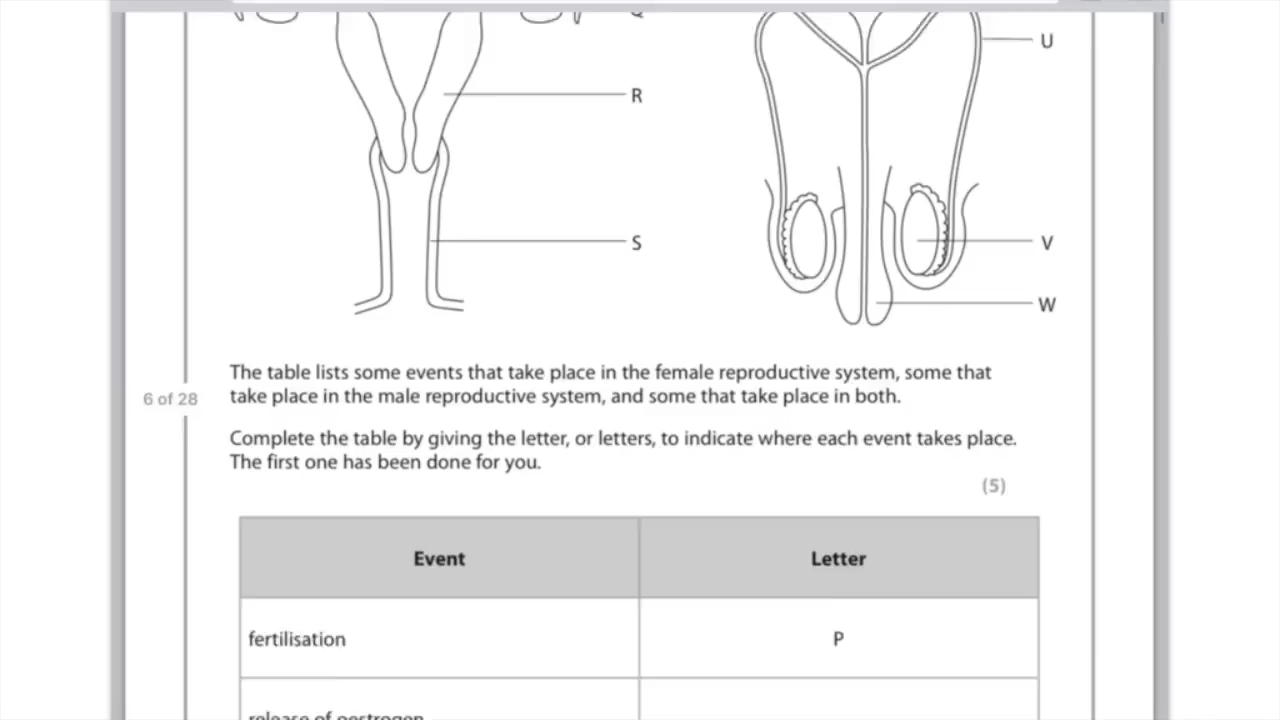 U
R
S
V
W
The table lists some events that take place in the female reproductive system, some that
6 of 28
take place in the male reproductive system, and some that take place in both.
Complete the table by giving the letter, or letters, to indicate where each event takes place.
The first one has been done for you.
(5)
Event
Letter
fertilisation
P
release of oestrogen